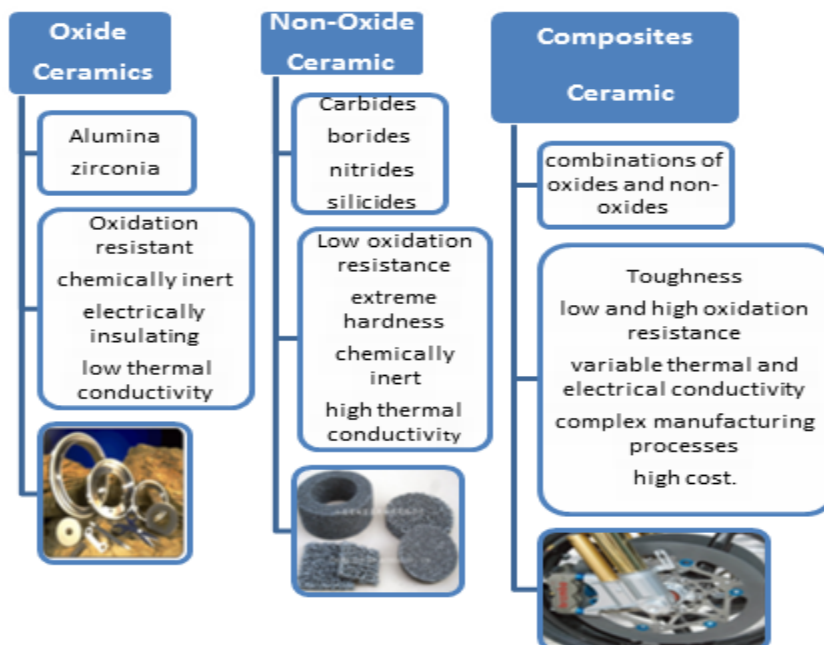 Oxide
Ceramics
Alumina
zirconia
Oxidation
resistant
chemically inert
electrically
insulating
low thermal
conductivity
Non-Oxide
Ceramic
Carbides
borides
nitrides
silicides
Low oxidation
resistance
extreme
hardness
chemically
inert
high thermal
conductivity
Composites
Ceramic
combinations of
oxides and non-
oxides
Toughness
low and high oxidation
resistance
variable thermal and
electrical conductivity
complex manufacturing
processes
high cost.